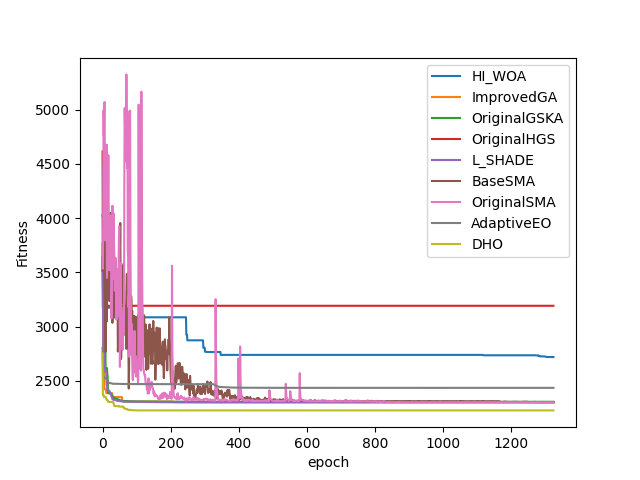 5000
4500
4000
3500
3000
2500
Fitness
0 200 400 600 800 1000 1200
epoch
HI_WOA
ImprovedGA
OriginalGSKA
OriginalHGS
L_SHADE
BaseSMA
OriginalSMA
AdaptiveEO
DHO